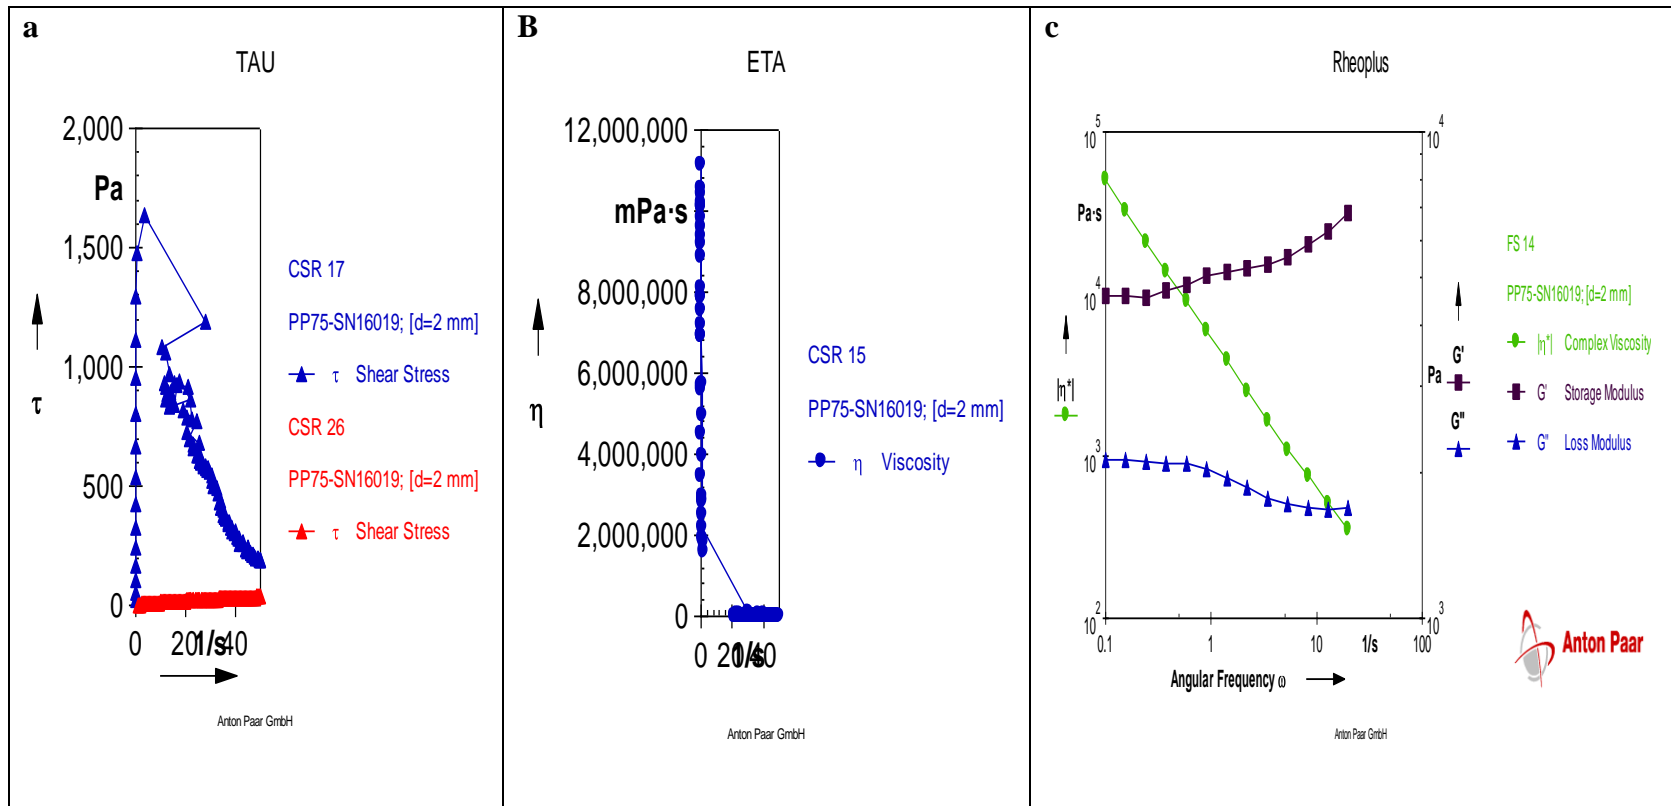 a
TAU
2,000
Pa
1,500
1,000
τ
500
0
0 20 1/s 40
CSR 17
PP75-SN16019; [d=2 mm]
τ Shear Stress
CSR 26
PP75-SN16019; [d=2 mm]
τ Shear Stress
Anton Paar GmbH
B
ETA
12,000,000
mPa·s
8,000,000
6,000,000
η
4,000,000
2,000,000
0
0 20 1/s 40
CSR 15
PP75-SN16019; [d=2 mm]
η Viscosity
Anton Paar GmbH
c
Rheoplus
10^5
Pa·s
10^4
|η*|
10^3
10^2
10^4
G'
Pa
G''
10^3
0.1 1 10 1/s 100
Angular Frequency ω
FS 14
PP75-SN16019; [d=2 mm]
|η*| Complex Viscosity
G' Storage Modulus
G'' Loss Modulus
Anton Paar
Anton Paar GmbH